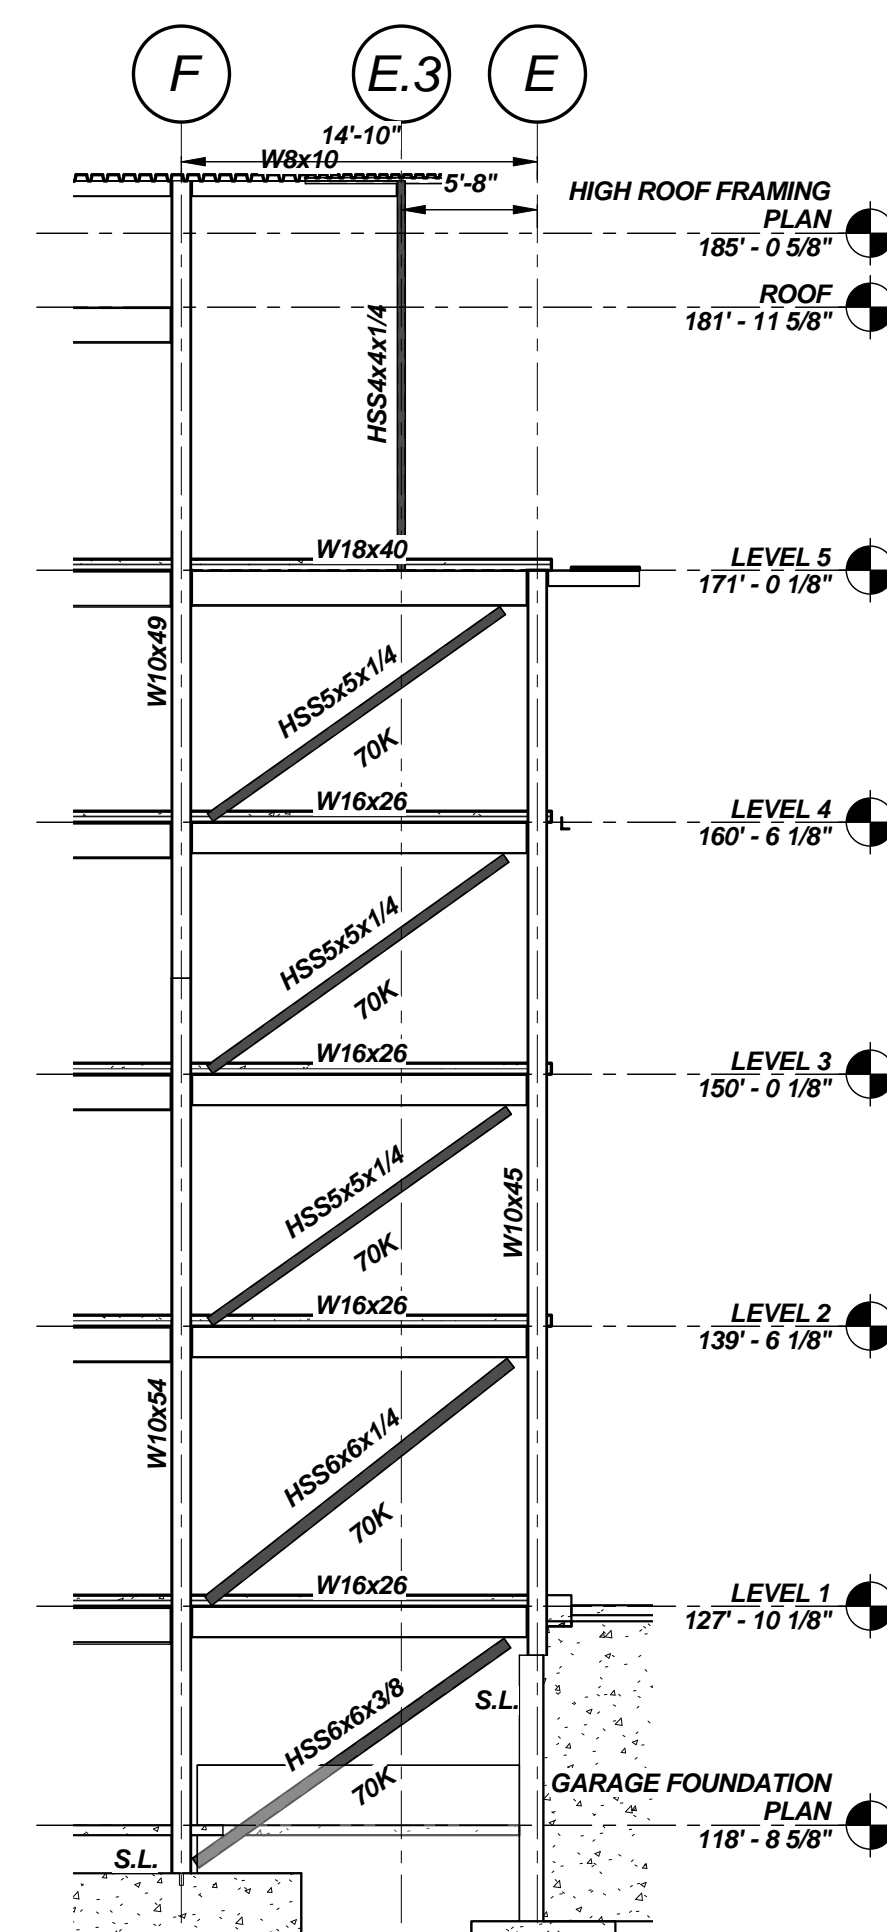 F
E.3
E
14'-10"
W8x10
5'-8"
HIGH ROOF FRAMING
PLAN
185' - 0 5/8"
ROOF
181' - 11 5/8"
HSS4x4x1/4
W18x40
LEVEL 5
171' - 0 1/8"
W10x49
HSS5x5x1/4
70K
W16x26
LEVEL 4
160' - 6 1/8"
HSS5x5x1/4
70K
W16x26
LEVEL 3
150' - 0 1/8"
HSS5x5x1/4
70K
W10x45
W16x26
LEVEL 2
139' - 6 1/8"
W10x54
HSS6x6x1/4
70K
W16x26
LEVEL 1
127' - 10 1/8"
HSS6x6x3/8
S.L.
70K
GARAGE FOUNDATION
PLAN
118' - 8 5/8"
S.L.